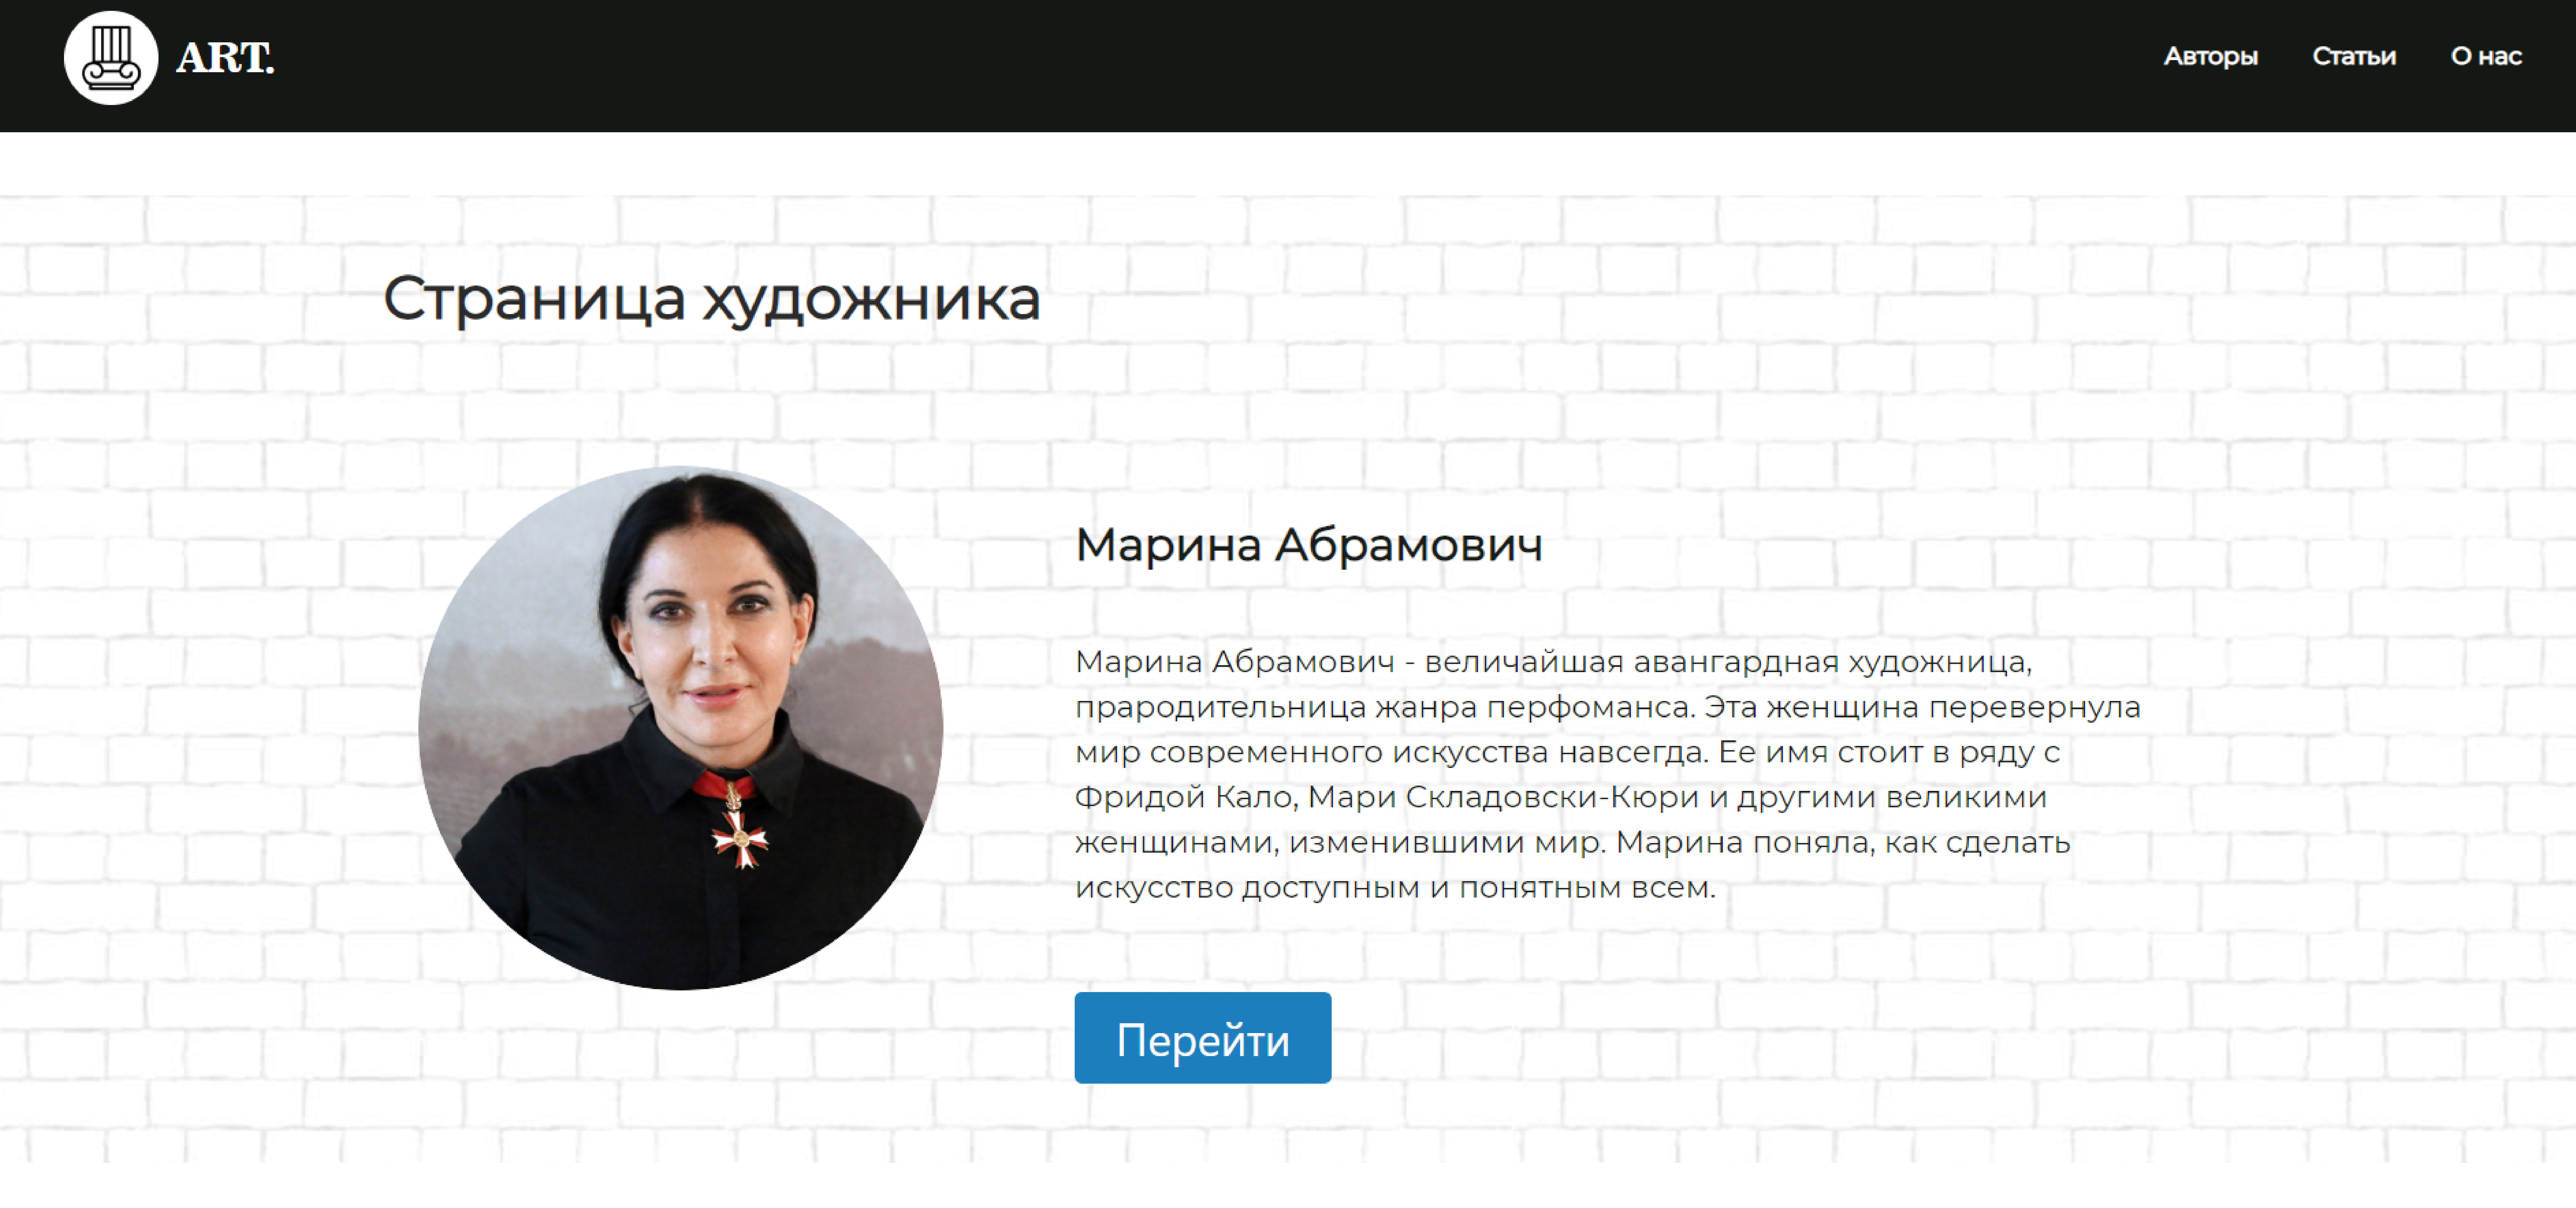 ART.
Авторы Статьи О нас
Страница художника
Марина Абрамович
Марина Абрамович - величайшая авангардная художница,
прародительница жанра перфоманса. Эта женщина перевернула
мир современного искусства навсегда. Ее имя стоит в ряду с
Фридой Кало, Мари Складовски-Кюри и другими великими
женщинами, изменившими мир. Марина поняла, как сделать
искусство доступным и понятным всем.
Перейти